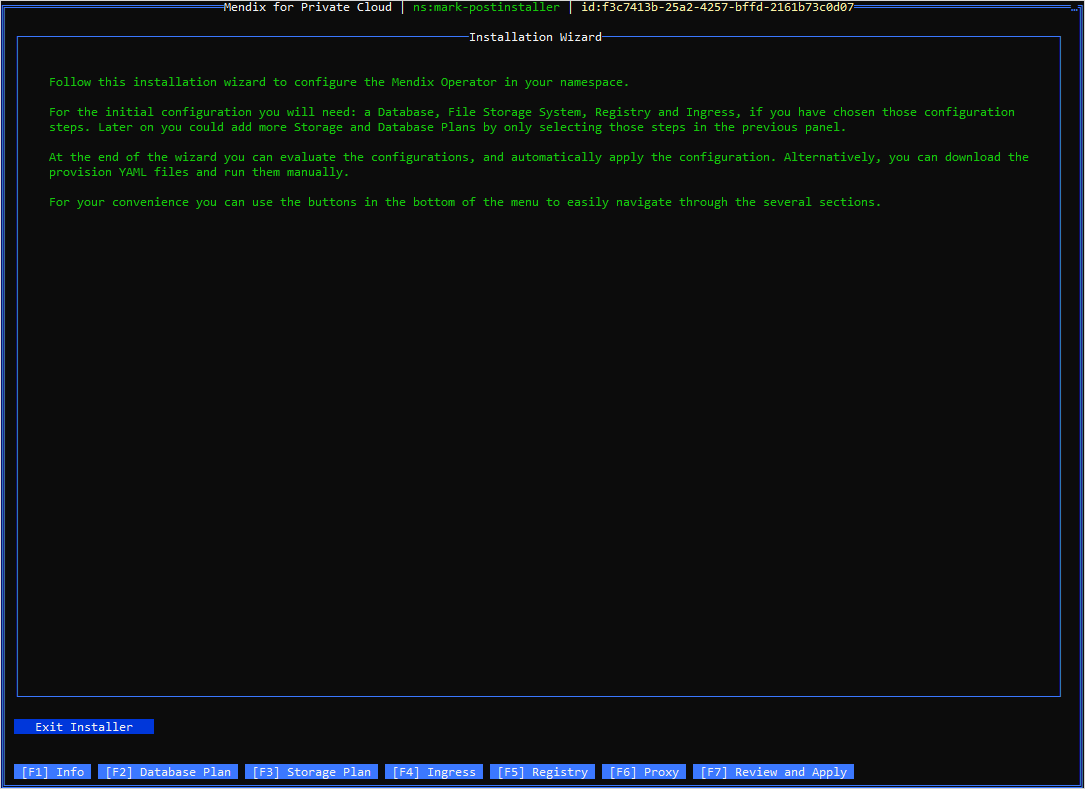 Mendix for Private Cloud | ns:mark-postinstaller | id:f3c7413b-25a2-4257-bffd-2161b73c0d07
Installation Wizard
Follow this installation wizard to configure the Mendix Operator in your namespace.
For the initial configuration you will need: a Database, File Storage System, Registry and Ingress, if you have chosen those configuration
steps. Later on you could add more Storage and Database Plans by only selecting those steps in the previous panel.
At the end of the wizard you can evaluate the configurations, and automatically apply the configuration. Alternatively, you can download the
provision YAML files and run them manually.
For your convenience you can use the buttons in the bottom of the menu to easily navigate through the several sections.
Exit Installer
[F1] Info [F2] Database Plan [F3] Storage Plan [F4] Ingress [F5] Registry [F6] Proxy [F7] Review and Apply